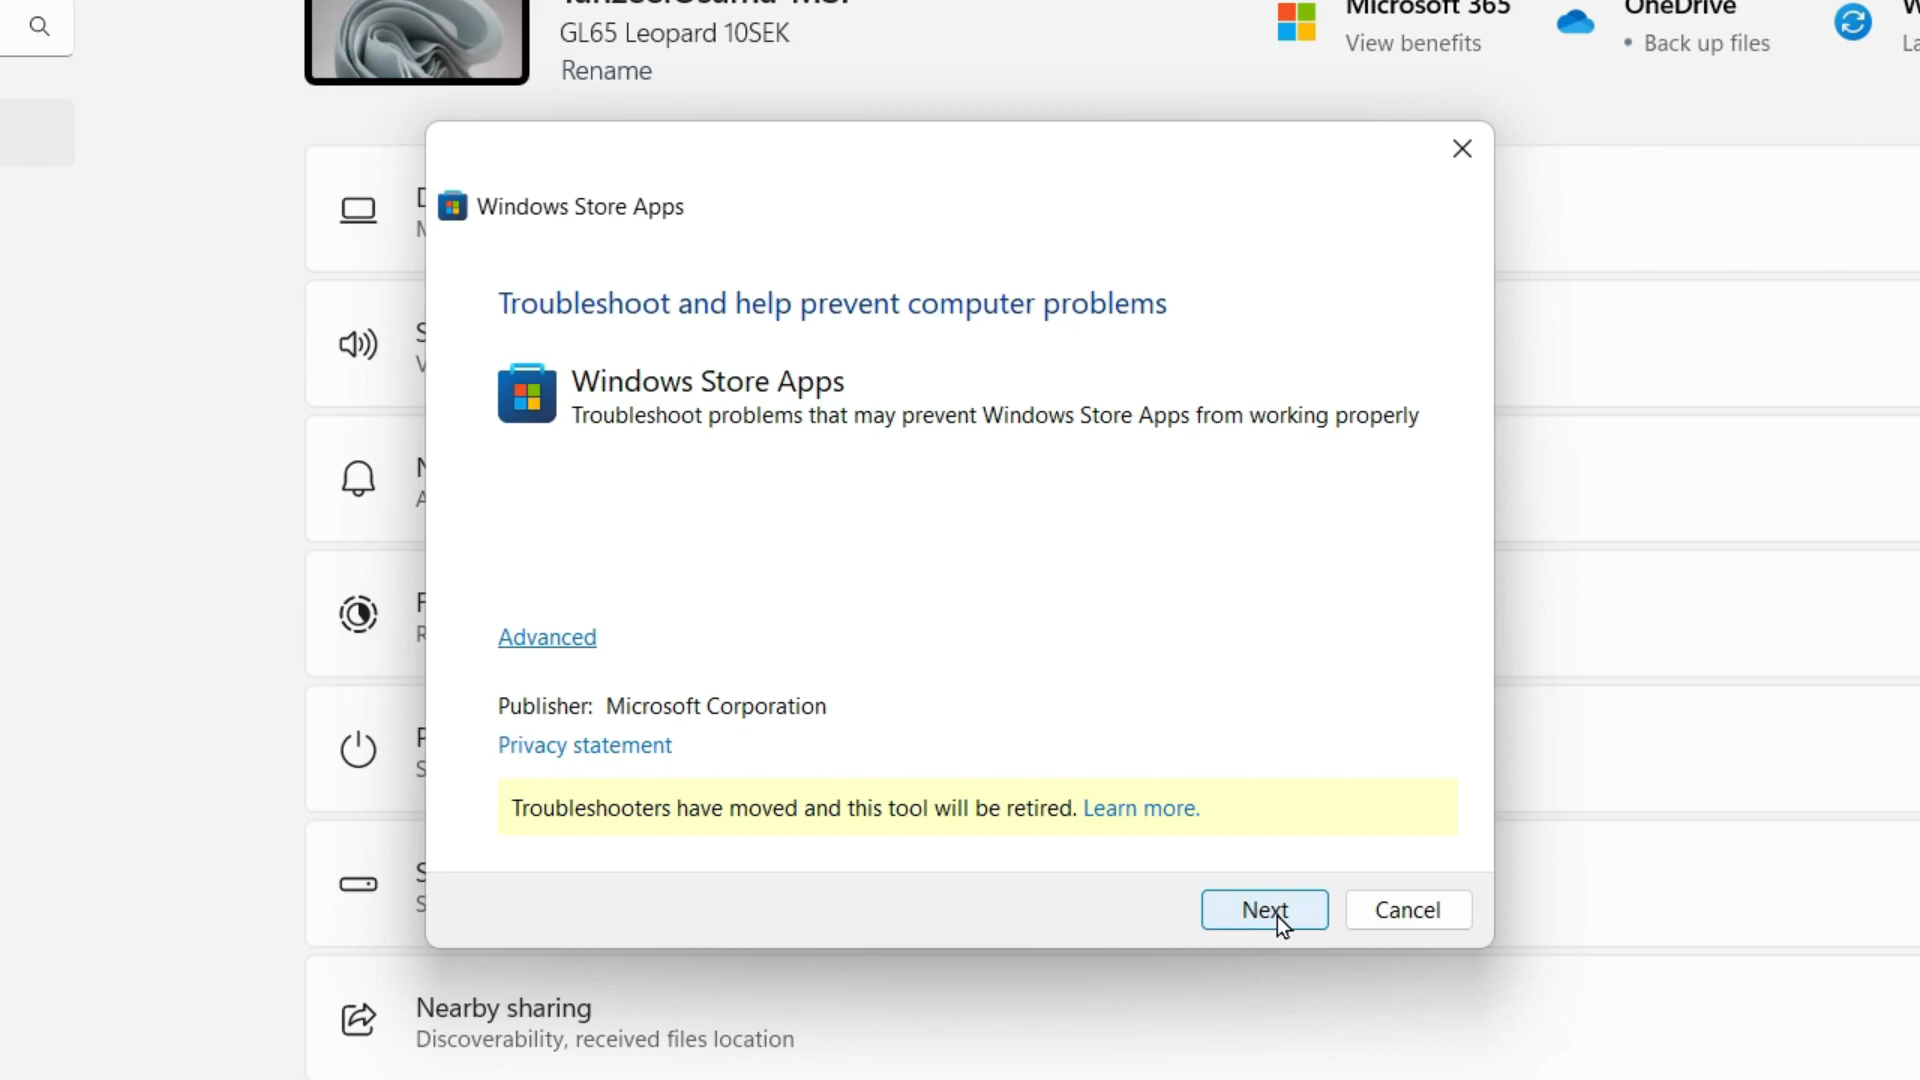 GL65 Leopard 10SEK
Rename
Microsoft 365
View benefits
OneDrive
• Back up files
Windows Store Apps
Troubleshoot and help prevent computer problems
Windows Store Apps
Troubleshoot problems that may prevent Windows Store Apps from working properly
Advanced
Publisher: Microsoft Corporation
Privacy statement
Troubleshooters have moved and this tool will be retired. Learn more.
Next
Cancel
Nearby sharing
Discoverability, received files location